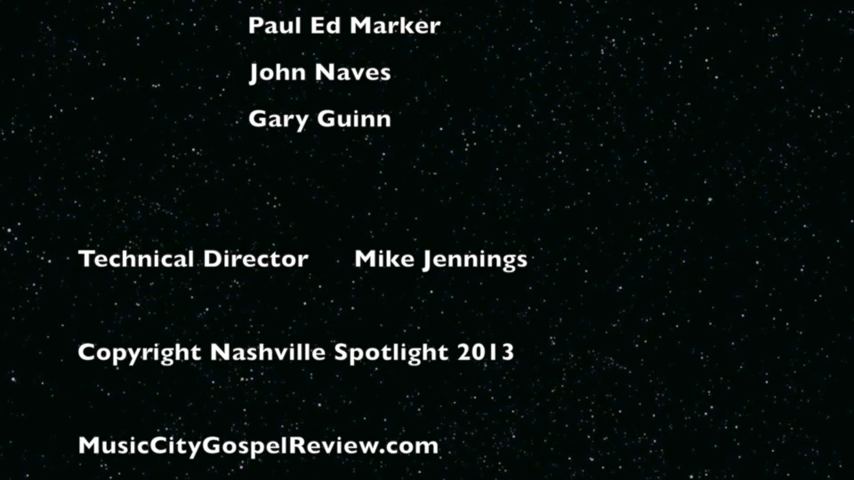 Paul Ed Marker
John Naves
Gary Guinn
Technical Director Mike Jennings
Copyright Nashville Spotlight 2013
MusicCityGospelReview.com